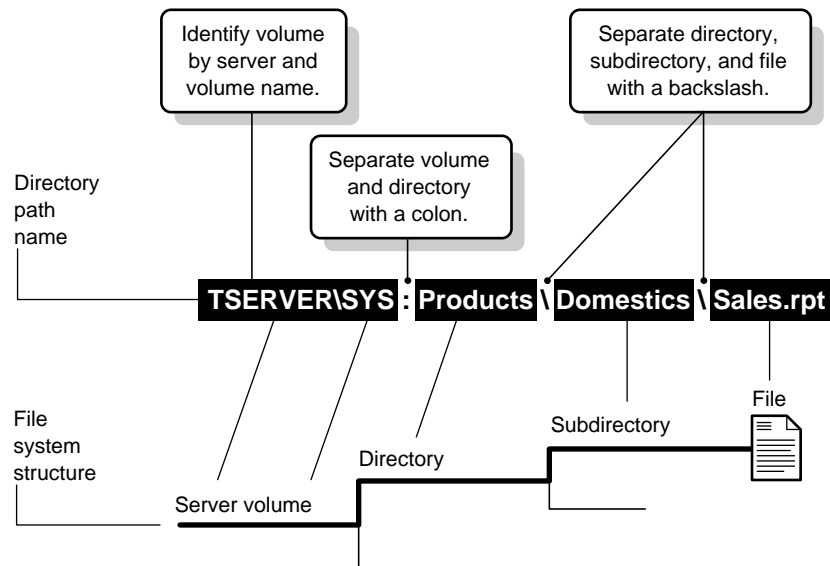 Identify volume
by server and
volume name.
Separate directory,
subdirectory, and file
with a backslash.
Separate volume
and directory
with a colon.
Directory
path
name
TSERVER\SYS : Products \ Domestics \ Sales.rpt
File
system
structure
Server volume
Directory
Subdirectory
File